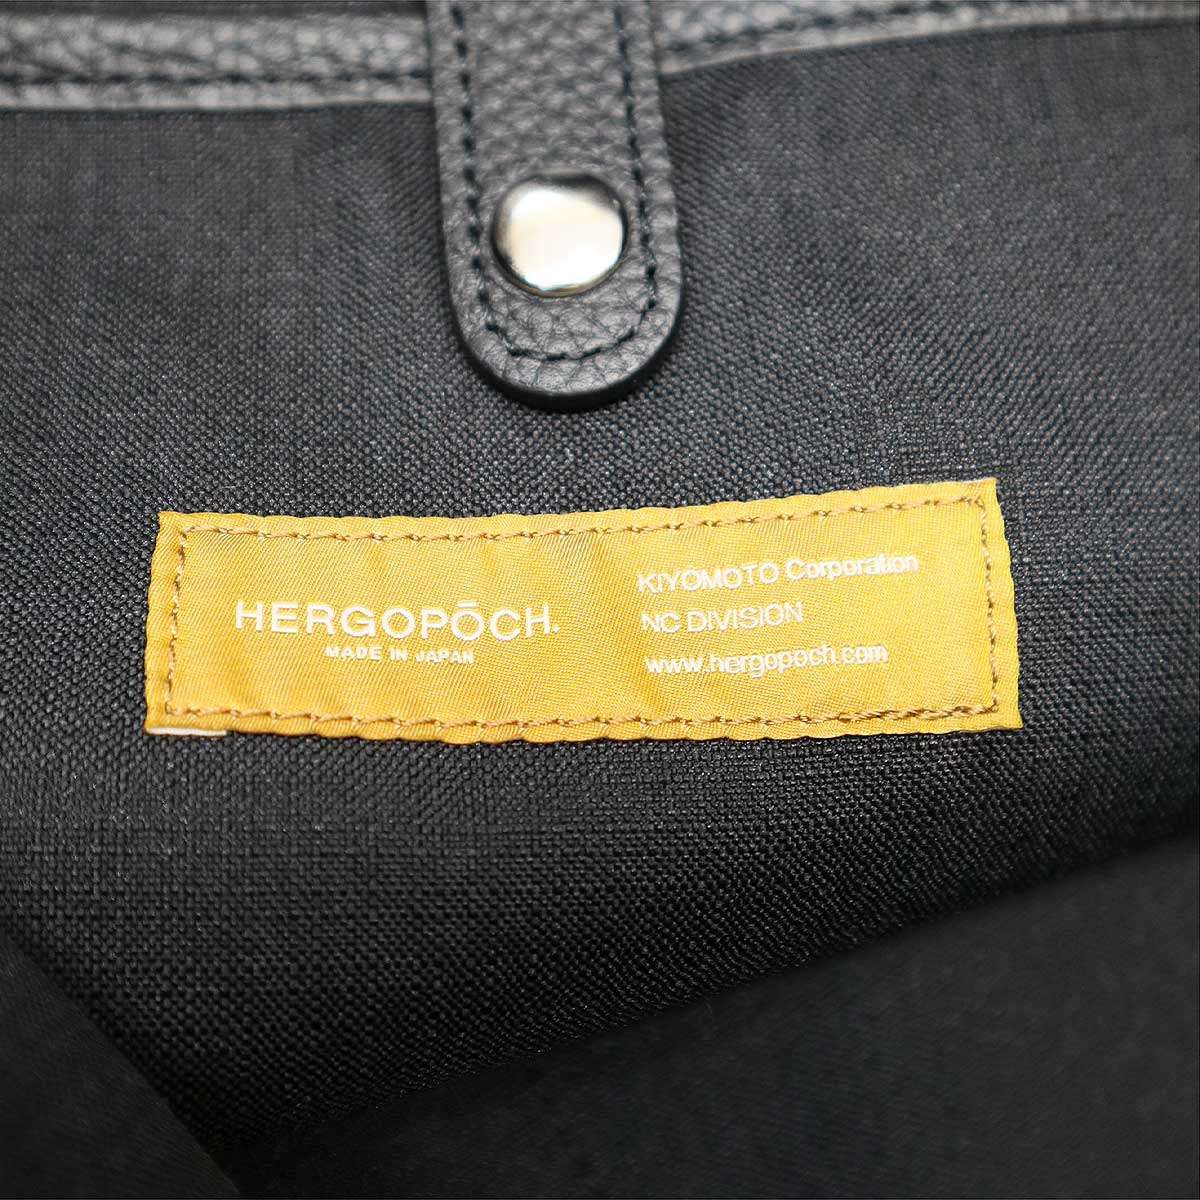 HERGOPŌCH.
MADE IN JAPAN
KIYOMOTO Corporation
NC DIVISION
www.hergopoch.com